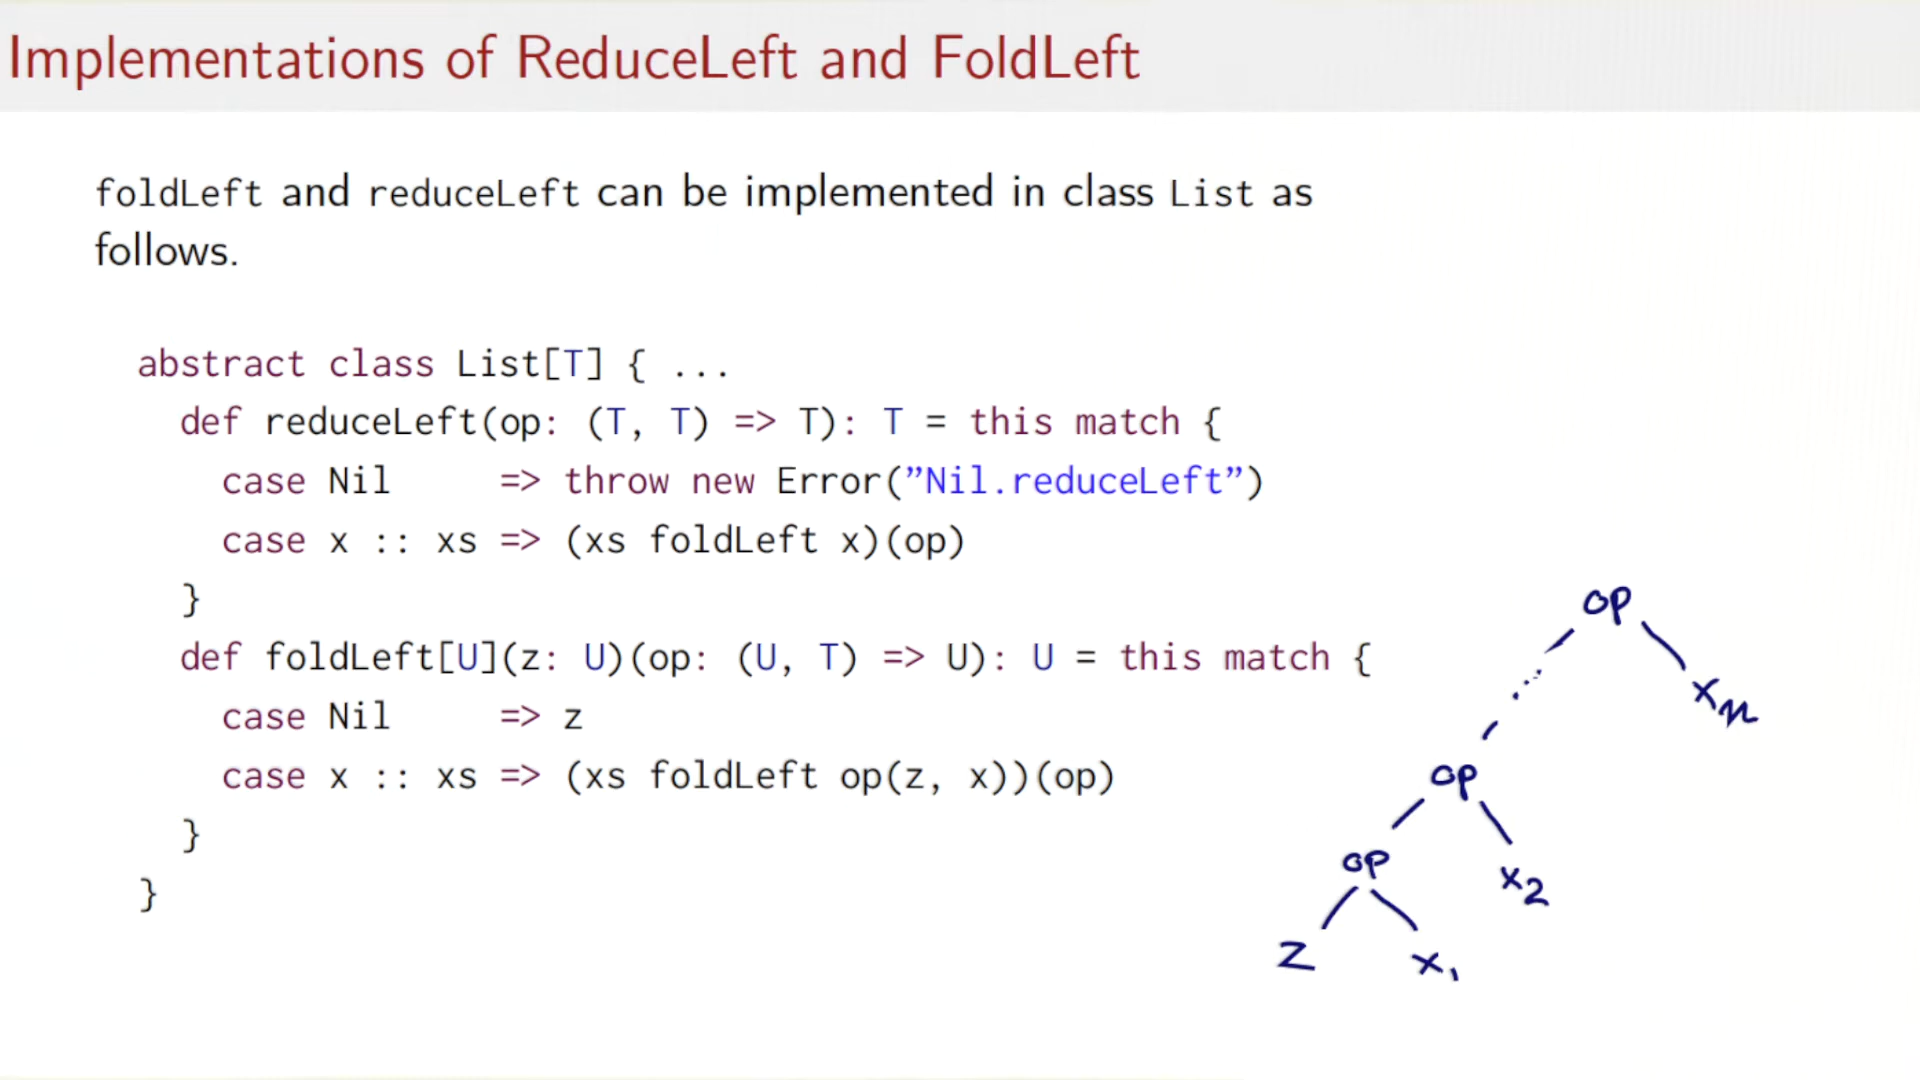 Implementations of ReduceLeft and FoldLeft
foldLeft and reduceLeft can be implemented in class List as
follows.
abstract class List[T] { ...
def reduceLeft(op: (T, T) => T): T = this match {
case Nil => throw new Error(”Nil.reduceLeft”)
case x :: xs => (xs foldLeft x)(op)
}
def foldLeft[U](z: U)(op: (U, T) => U): U = this match {
case Nil => z
case x :: xs => (xs foldLeft op(z, x))(op)
}
}
op
xn
op
op
x2
z
x1